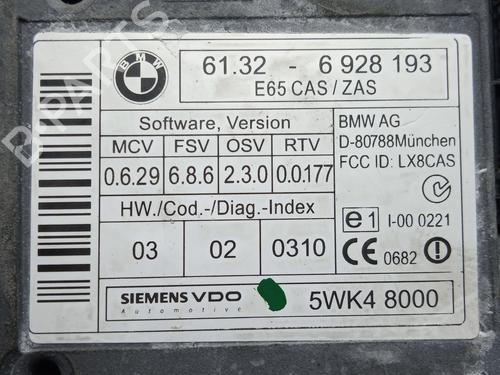 BMW
61.32 - 6 928 193
E65 CAS / ZAS
Software, Version
MCV FSV OSV RTV
0.6.29 6.8.6 2.3.0 0.0.177
HW./Cod.-/Diag.-Index
03 02 0310
BMW AG
D-80788München
FCC ID: LX8CAS
e1 I-00 0221
CE 0682
SIEMENS VDO
Automotive
5WK4 8000
B-PARTS